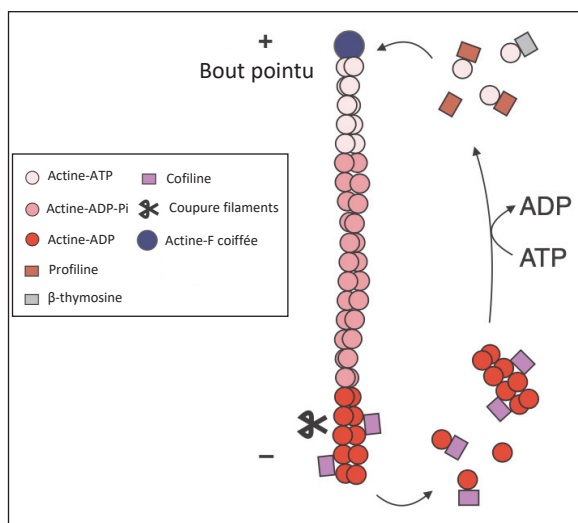 +
Bout pointu
Actine-ATP
Cofiline
Actine-ADP-Pi
Coupure filaments
Actine-ADP
Actine-F coiffée
Profiline
β-thymosine
ADP
ATP
–